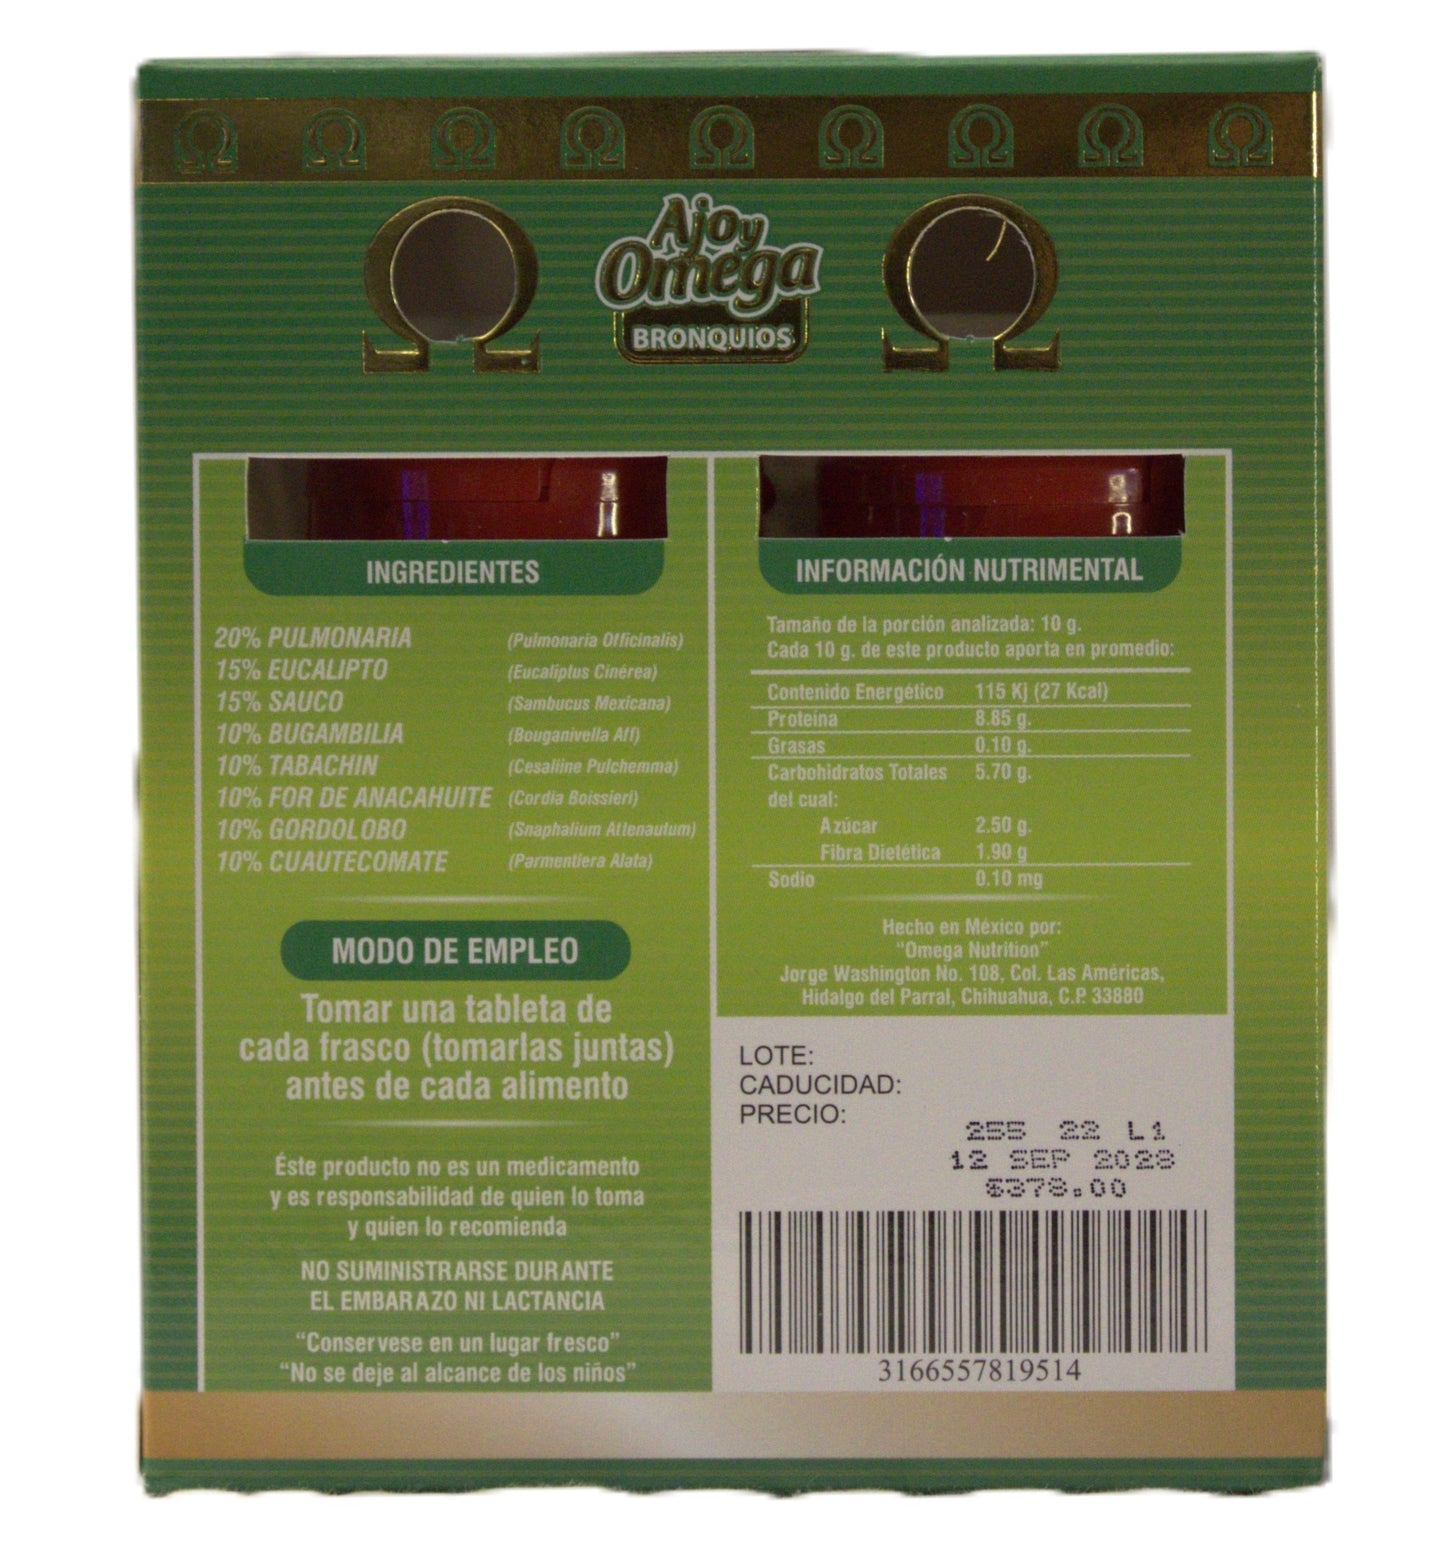 Ajo y
Omega
BRONQUIOS
INGREDIENTES
20% PULMONARIA (Pulmonaria Officinalis)
15% EUCALIPTO (Eucaliptus Cinérea)
15% SAUCO (Sambucus Mexicana)
10% BUGAMBILIA (Bouganivella Aff)
10% TABACHIN (Cesaliine Pulchemma)
10% FOR DE ANACAHUITE (Cordia Boissieri)
10% GORDOLOBO (Snaphalium Attenautum)
10% CUAUTECOMATE (Parmentiera Alata)
MODO DE EMPLEO
Tomar una tableta de
cada frasco (tomarlas juntas)
antes de cada alimento
Éste producto no es un medicamento
y es responsabilidad de quien lo toma
y quien lo recomienda
NO SUMINISTRARSE DURANTE
EL EMBARAZO NI LACTANCIA
“Conservese en un lugar fresco”
“No se deje al alcance de los niños”
INFORMACIÓN NUTRIMENTAL
Tamaño de la porción analizada: 10 g.
Cada 10 g. de este producto aporta en promedio:
Contenido Energético 115 Kj (27 Kcal)
Proteína 8.85 g.
Grasas 0.10 g.
Carbohidratos Totales 5.70 g.
del cual:
Azúcar 2.50 g.
Fibra Dietética 1.90 g
Sodio 0.10 mg
Hecho en México por:
“Omega Nutrition”
Jorge Washington No. 108, Col. Las Américas,
Hidalgo del Parral, Chihuahua, C.P. 33880
LOTE:
CADUCIDAD:
PRECIO:
255 22 L1
12 SEP 2028
$378.00
3166557819514